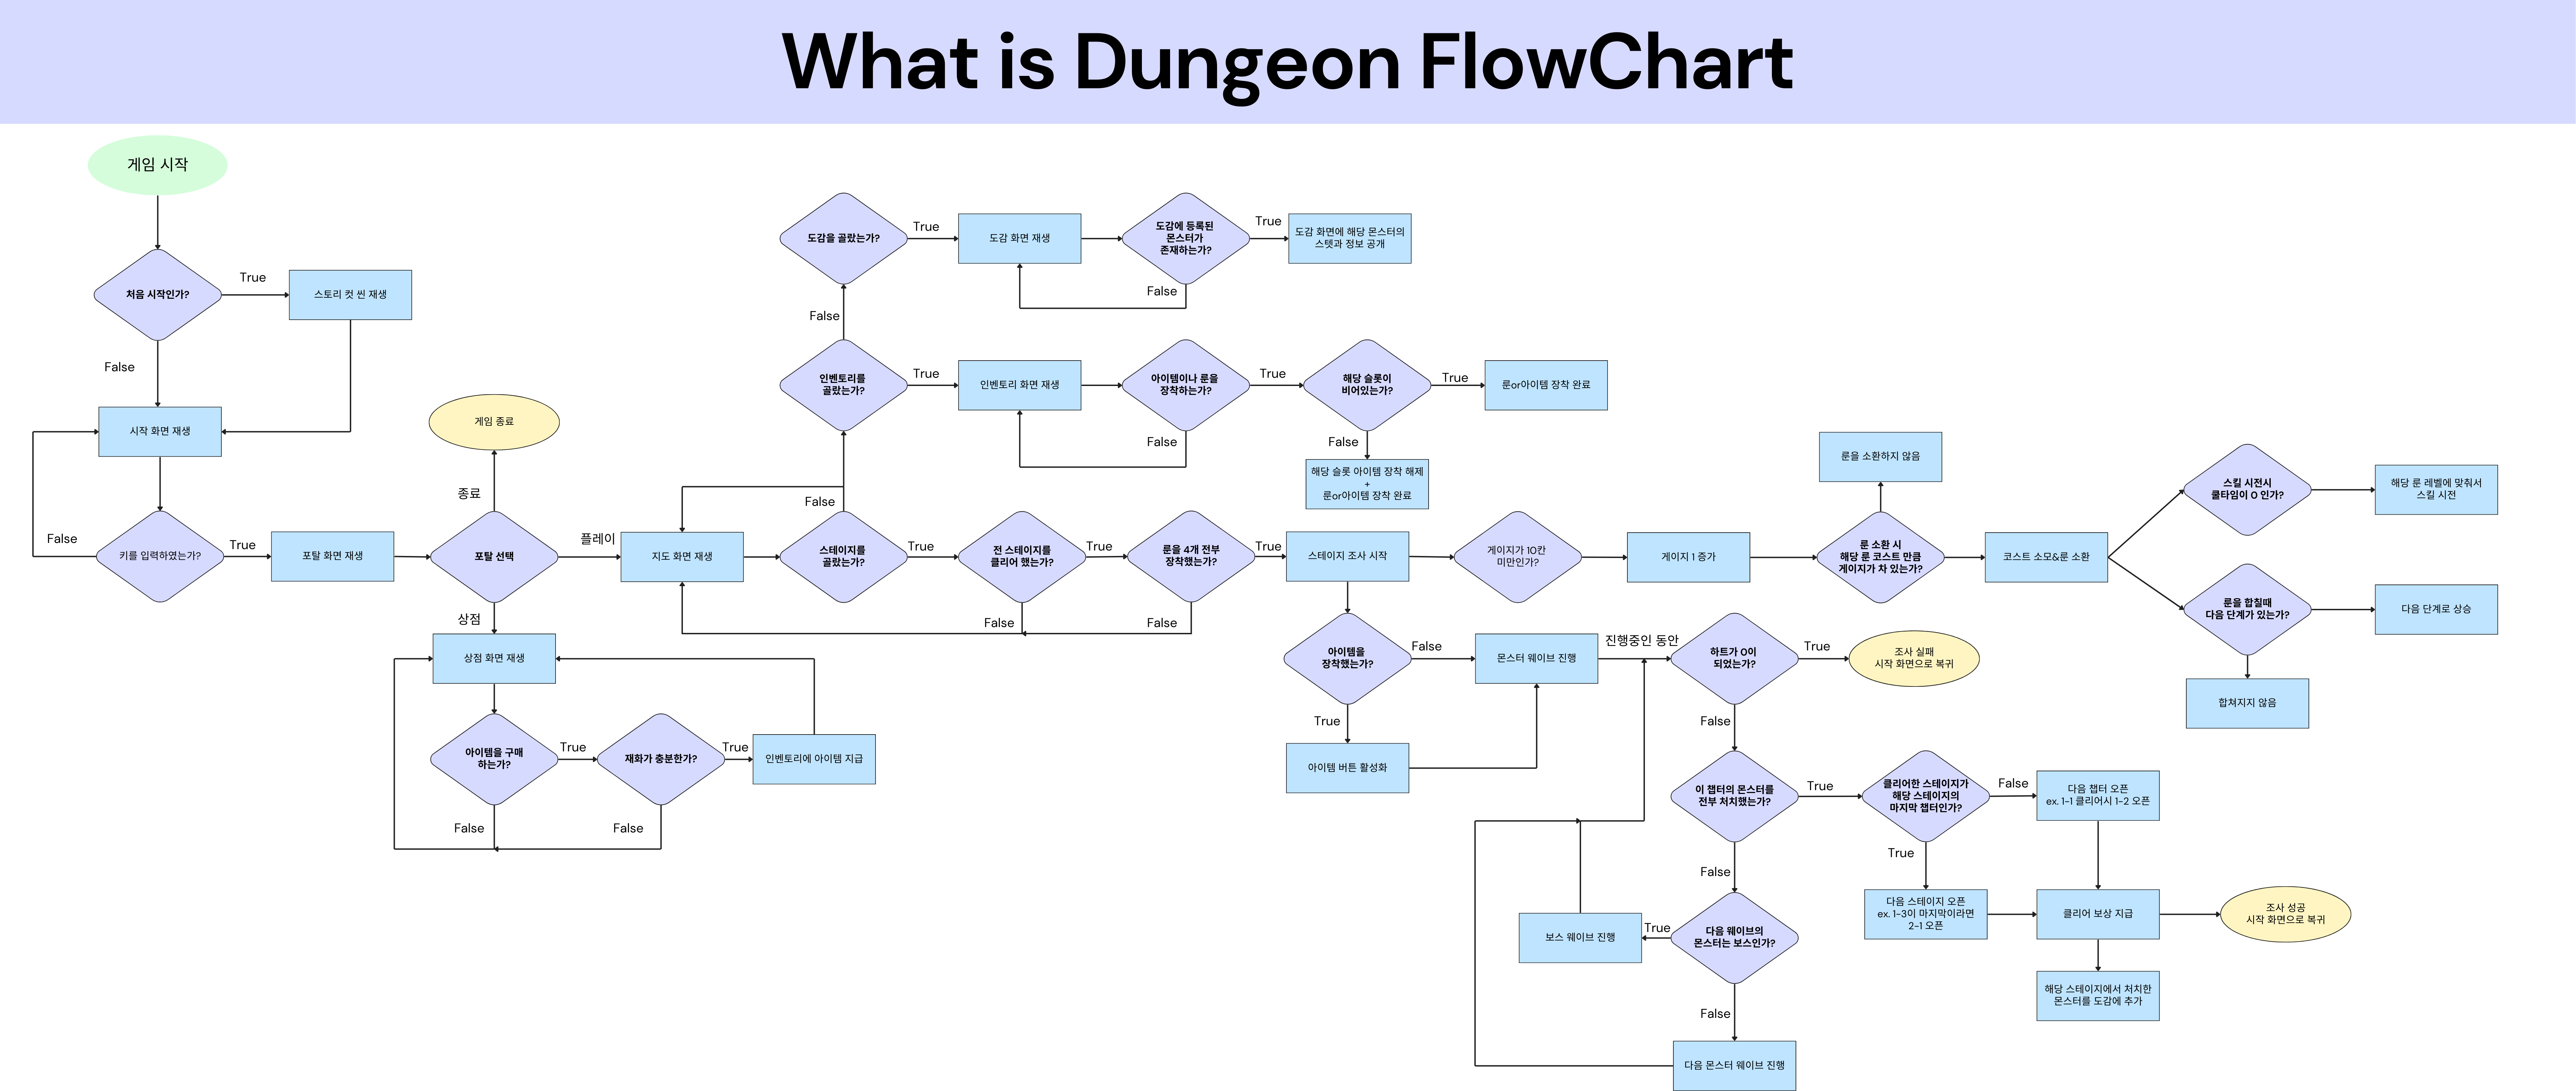 What is Dungeon FlowChart
게임 시작
처음 시작인가?
True
스토리 컷 씬 재생
False
시작 화면 재생
키를 입력하였는가?
False
True
포탈 화면 재생
포탈 선택
종료
게임 종료
플레이
상점
상점 화면 재생
아이템을 구매
하는가?
True
False
재화가 충분한가?
True
False
인벤토리에 아이템 지급
지도 화면 재생
스테이지를
골랐는가?
False
True
인벤토리를
골랐는가?
False
True
도감을 골랐는가?
True
도감 화면 재생
도감에 등록된
몬스터가
존재하는가?
True
False
도감 화면에 해당 몬스터의
스텟과 정보 공개
인벤토리 화면 재생
아이템이나 룬을
장착하는가?
True
False
해당 슬롯이
비어있는가?
True
False
룬or아이템 장착 완료
해당 슬롯 아이템 장착 해제
+
룬or아이템 장착 완료
전 스테이지를
클리어 했는가?
True
False
룬을 4개 전부
장착했는가?
True
False
스테이지 조사 시작
게이지가 10칸
미만인가?
게이지 1 증가
룬 소환 시
해당 룬 코스트 만큼
게이지가 차 있는가?
룬을 소환하지 않음
코스트 소모&룬 소환
스킬 시전시
쿨타임이 0 인가?
해당 룬 레벨에 맞춰서
스킬 시전
룬을 합칠때
다음 단계가 있는가?
다음 단계로 상승
합쳐지지 않음
아이템을
장착했는가?
False
True
아이템 버튼 활성화
몬스터 웨이브 진행
진행중인 동안
하트가 0이
되었는가?
True
False
조사 실패
시작 화면으로 복귀
이 챕터의 몬스터를
전부 처치했는가?
True
False
클리어한 스테이지가
해당 스테이지의
마지막 챕터인가?
False
True
다음 챕터 오픈
ex. 1-1 클리어시 1-2 오픈
다음 스테이지 오픈
ex. 1-3이 마지막이라면
2-1 오픈
클리어 보상 지급
조사 성공
시작 화면으로 복귀
해당 스테이지에서 처치한
몬스터를 도감에 추가
다음 웨이브의
몬스터는 보스인가?
True
False
보스 웨이브 진행
다음 몬스터 웨이브 진행